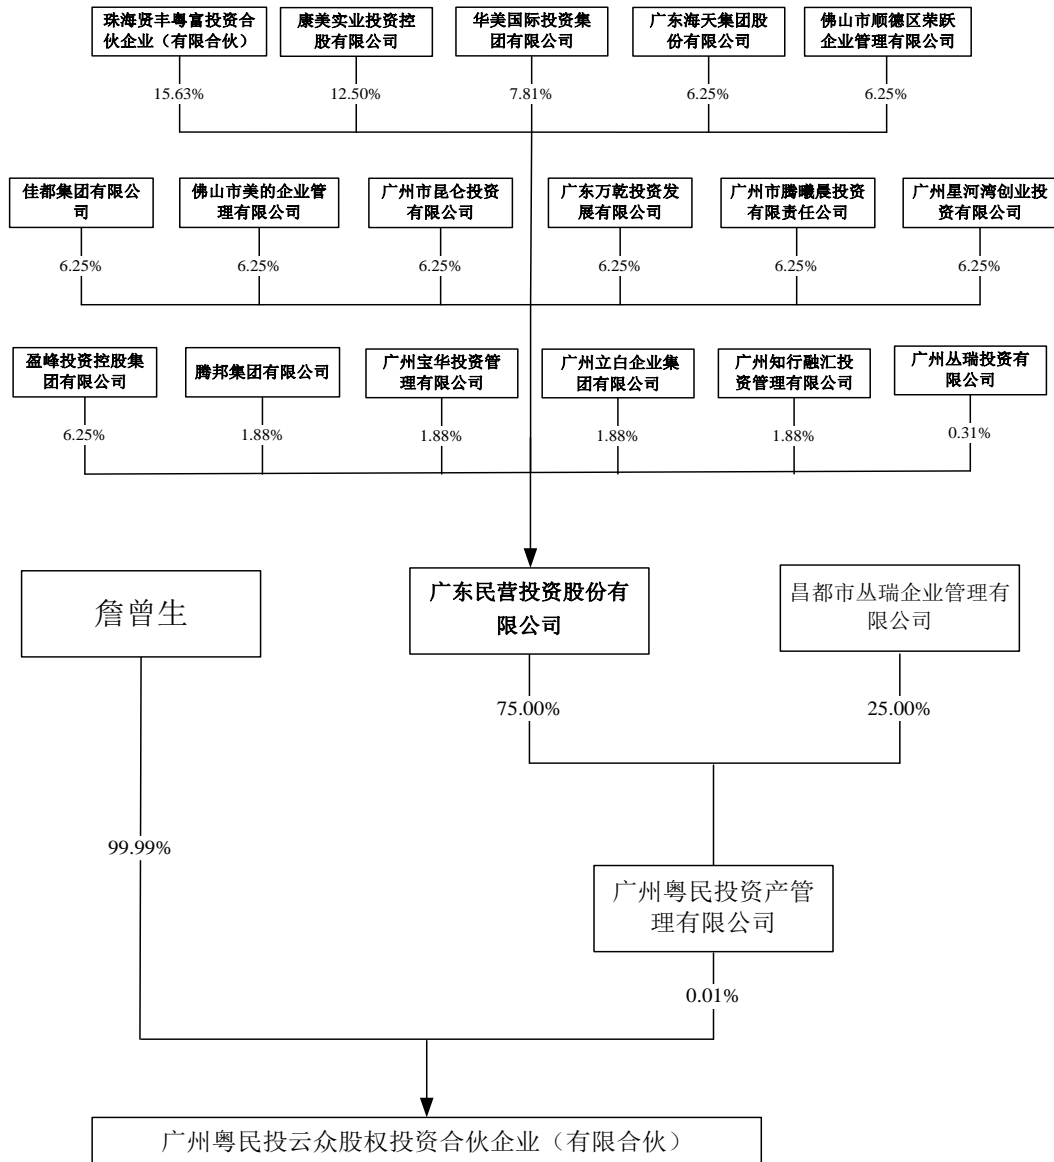 珠海贤丰粤富投资合
伙企业（有限合伙）
康美实业投资控
股有限公司
华美国际投资集
团有限公司
广东海天集团股
份有限公司
佛山市顺德区荣跃
企业管理有限公司
15.63%
12.50%
7.81%
6.25%
6.25%
佳都集团有限公
司
佛山市美的企业管
理有限公司
广州市昆仑投资
有限公司
广东万乾投资发
展有限公司
广州市腾曦晨投资
有限责任公司
广州星河湾创业投
资有限公司
6.25%
6.25%
6.25%
6.25%
6.25%
6.25%
盈峰投资控股集
团有限公司
腾邦集团有限公司
广州宝华投资管
理有限公司
广州立白企业集
团有限公司
广州知行融汇投
资管理有限公司
广州丛瑞投资有
限公司
6.25%
1.88%
1.88%
1.88%
1.88%
0.31%
詹曾生
广东民营投资股份有
限公司
昌都市丛瑞企业管理有
限公司
75.00%
25.00%
99.99%
广州粤民投资产管
理有限公司
0.01%
广州粤民投云众股权投资合伙企业（有限合伙）